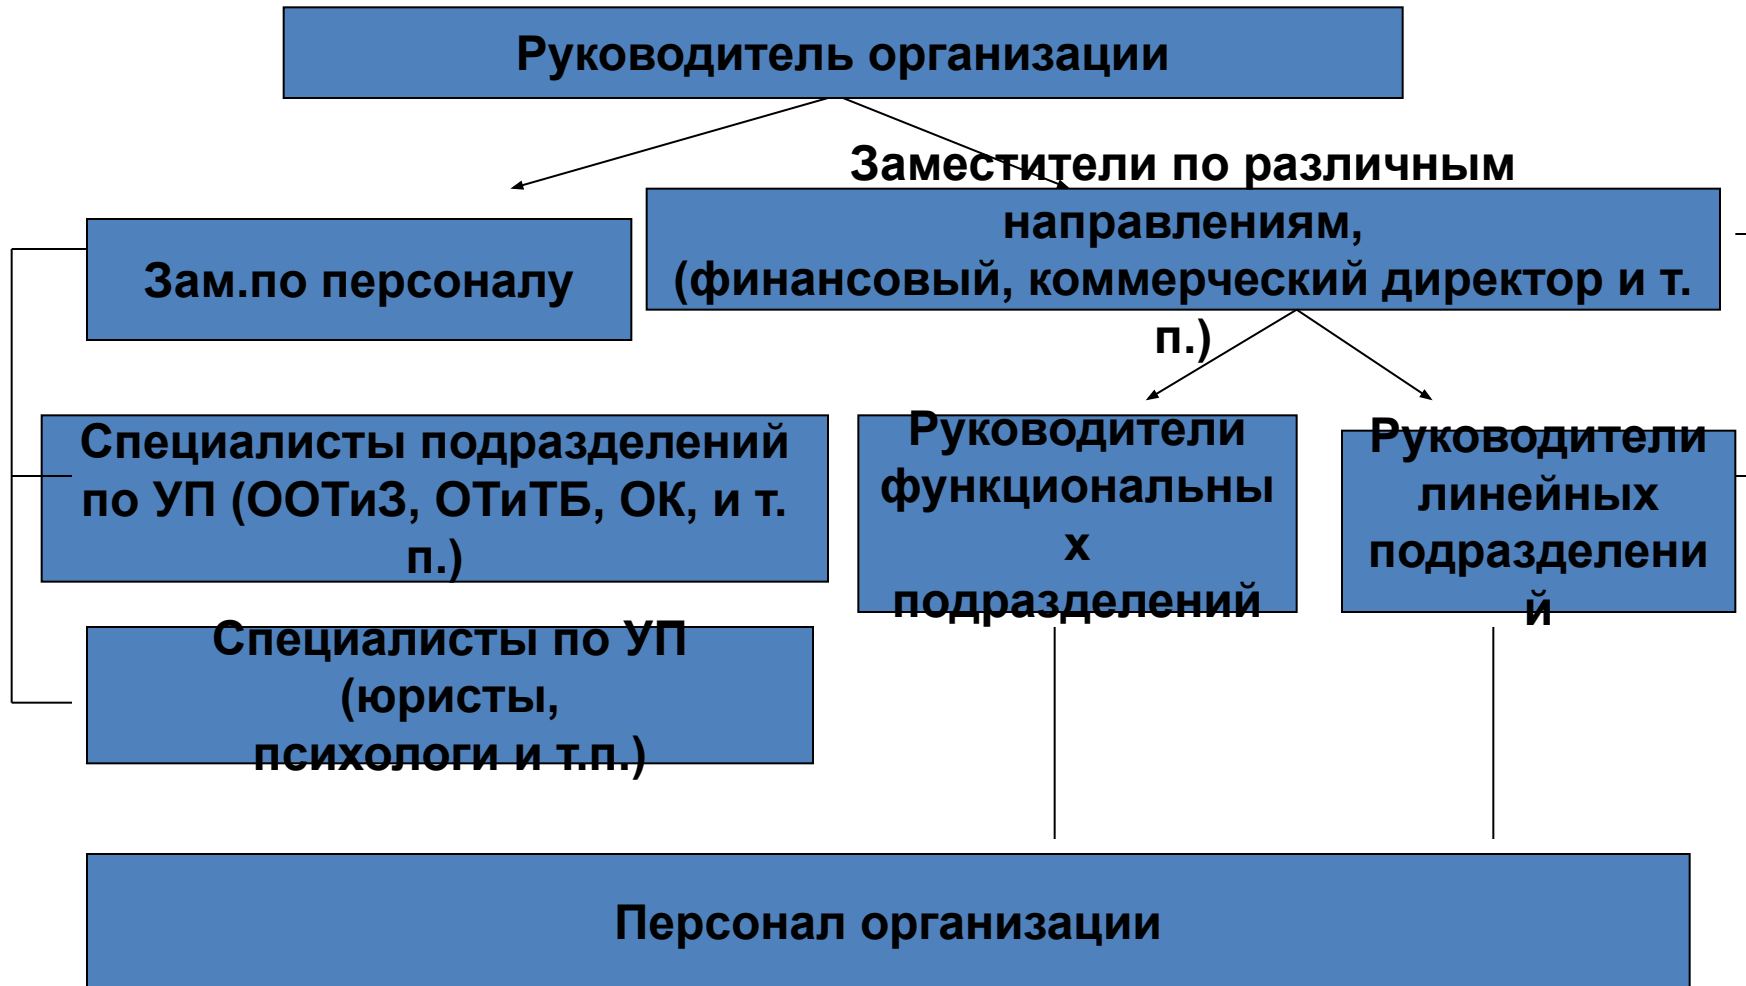 Руководитель организации
Заместители по различным
направлениям,
(финансовый, коммерческий директор и т.
п.)
Зам.по персоналу
Специалисты подразделений
по УП (ООТиЗ, ОТиТБ, ОК, и т.
п.)
Руководители
функциональны
х
подразделений
Руководители
линейных
подразделени
й
Специалисты по УП
(юристы,
психологи и т.п.)
Персонал организации